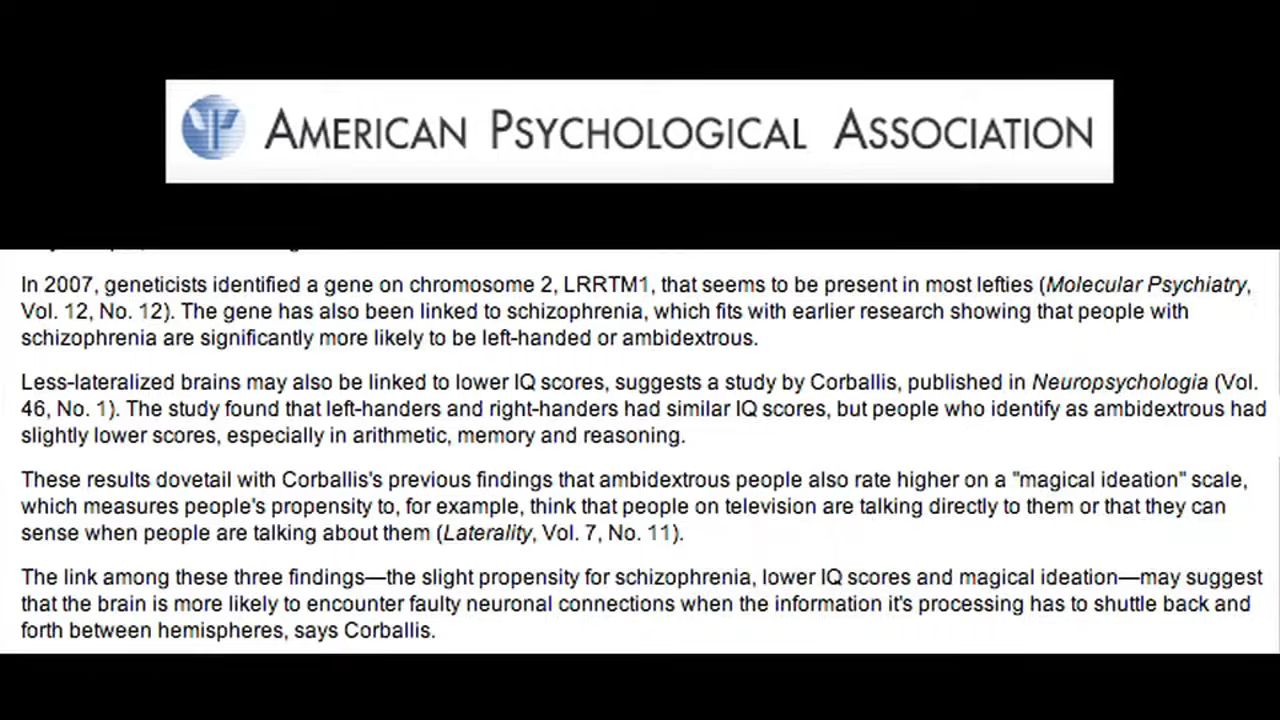 AMERICAN PSYCHOLOGICAL ASSOCIATION
In 2007, geneticists identified a gene on chromosome 2, LRRTM1, that seems to be present in most lefties (Molecular Psychiatry,
Vol. 12, No. 12). The gene has also been linked to schizophrenia, which fits with earlier research showing that people with
schizophrenia are significantly more likely to be left-handed or ambidextrous.
Less-lateralized brains may also be linked to lower IQ scores, suggests a study by Corballis, published in Neuropsychologia (Vol.
46, No. 1). The study found that left-handers and right-handers had similar IQ scores, but people who identify as ambidextrous had
slightly lower scores, especially in arithmetic, memory and reasoning.
These results dovetail with Corballis's previous findings that ambidextrous people also rate higher on a "magical ideation" scale,
which measures people's propensity to, for example, think that people on television are talking directly to them or that they can
sense when people are talking about them (Laterality, Vol. 7, No. 11).
The link among these three findings—the slight propensity for schizophrenia, lower IQ scores and magical ideation—may suggest
that the brain is more likely to encounter faulty neuronal connections when the information it's processing has to shuttle back and
forth between hemispheres, says Corballis.